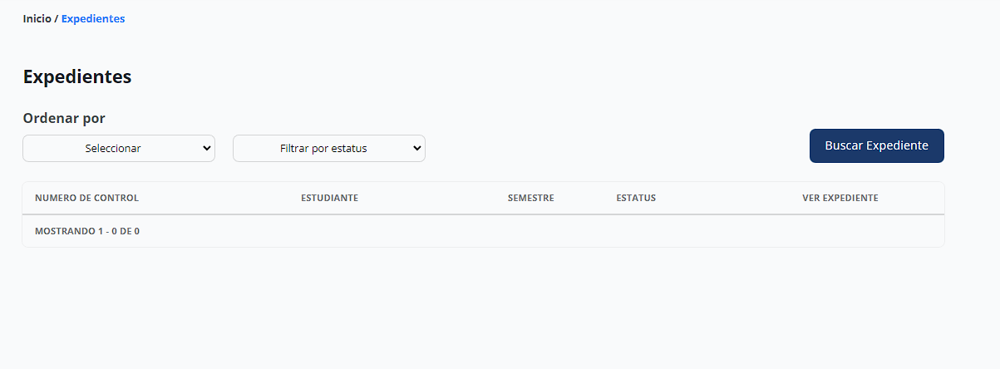 Inicio / Expedientes
Expedientes
Ordenar por
Seleccionar Filtrar por estatus Buscar Expediente
NUMERO DE CONTROL ESTUDIANTE SEMESTRE ESTATUS VER EXPEDIENTE
MOSTRANDO 1 - 0 DE 0